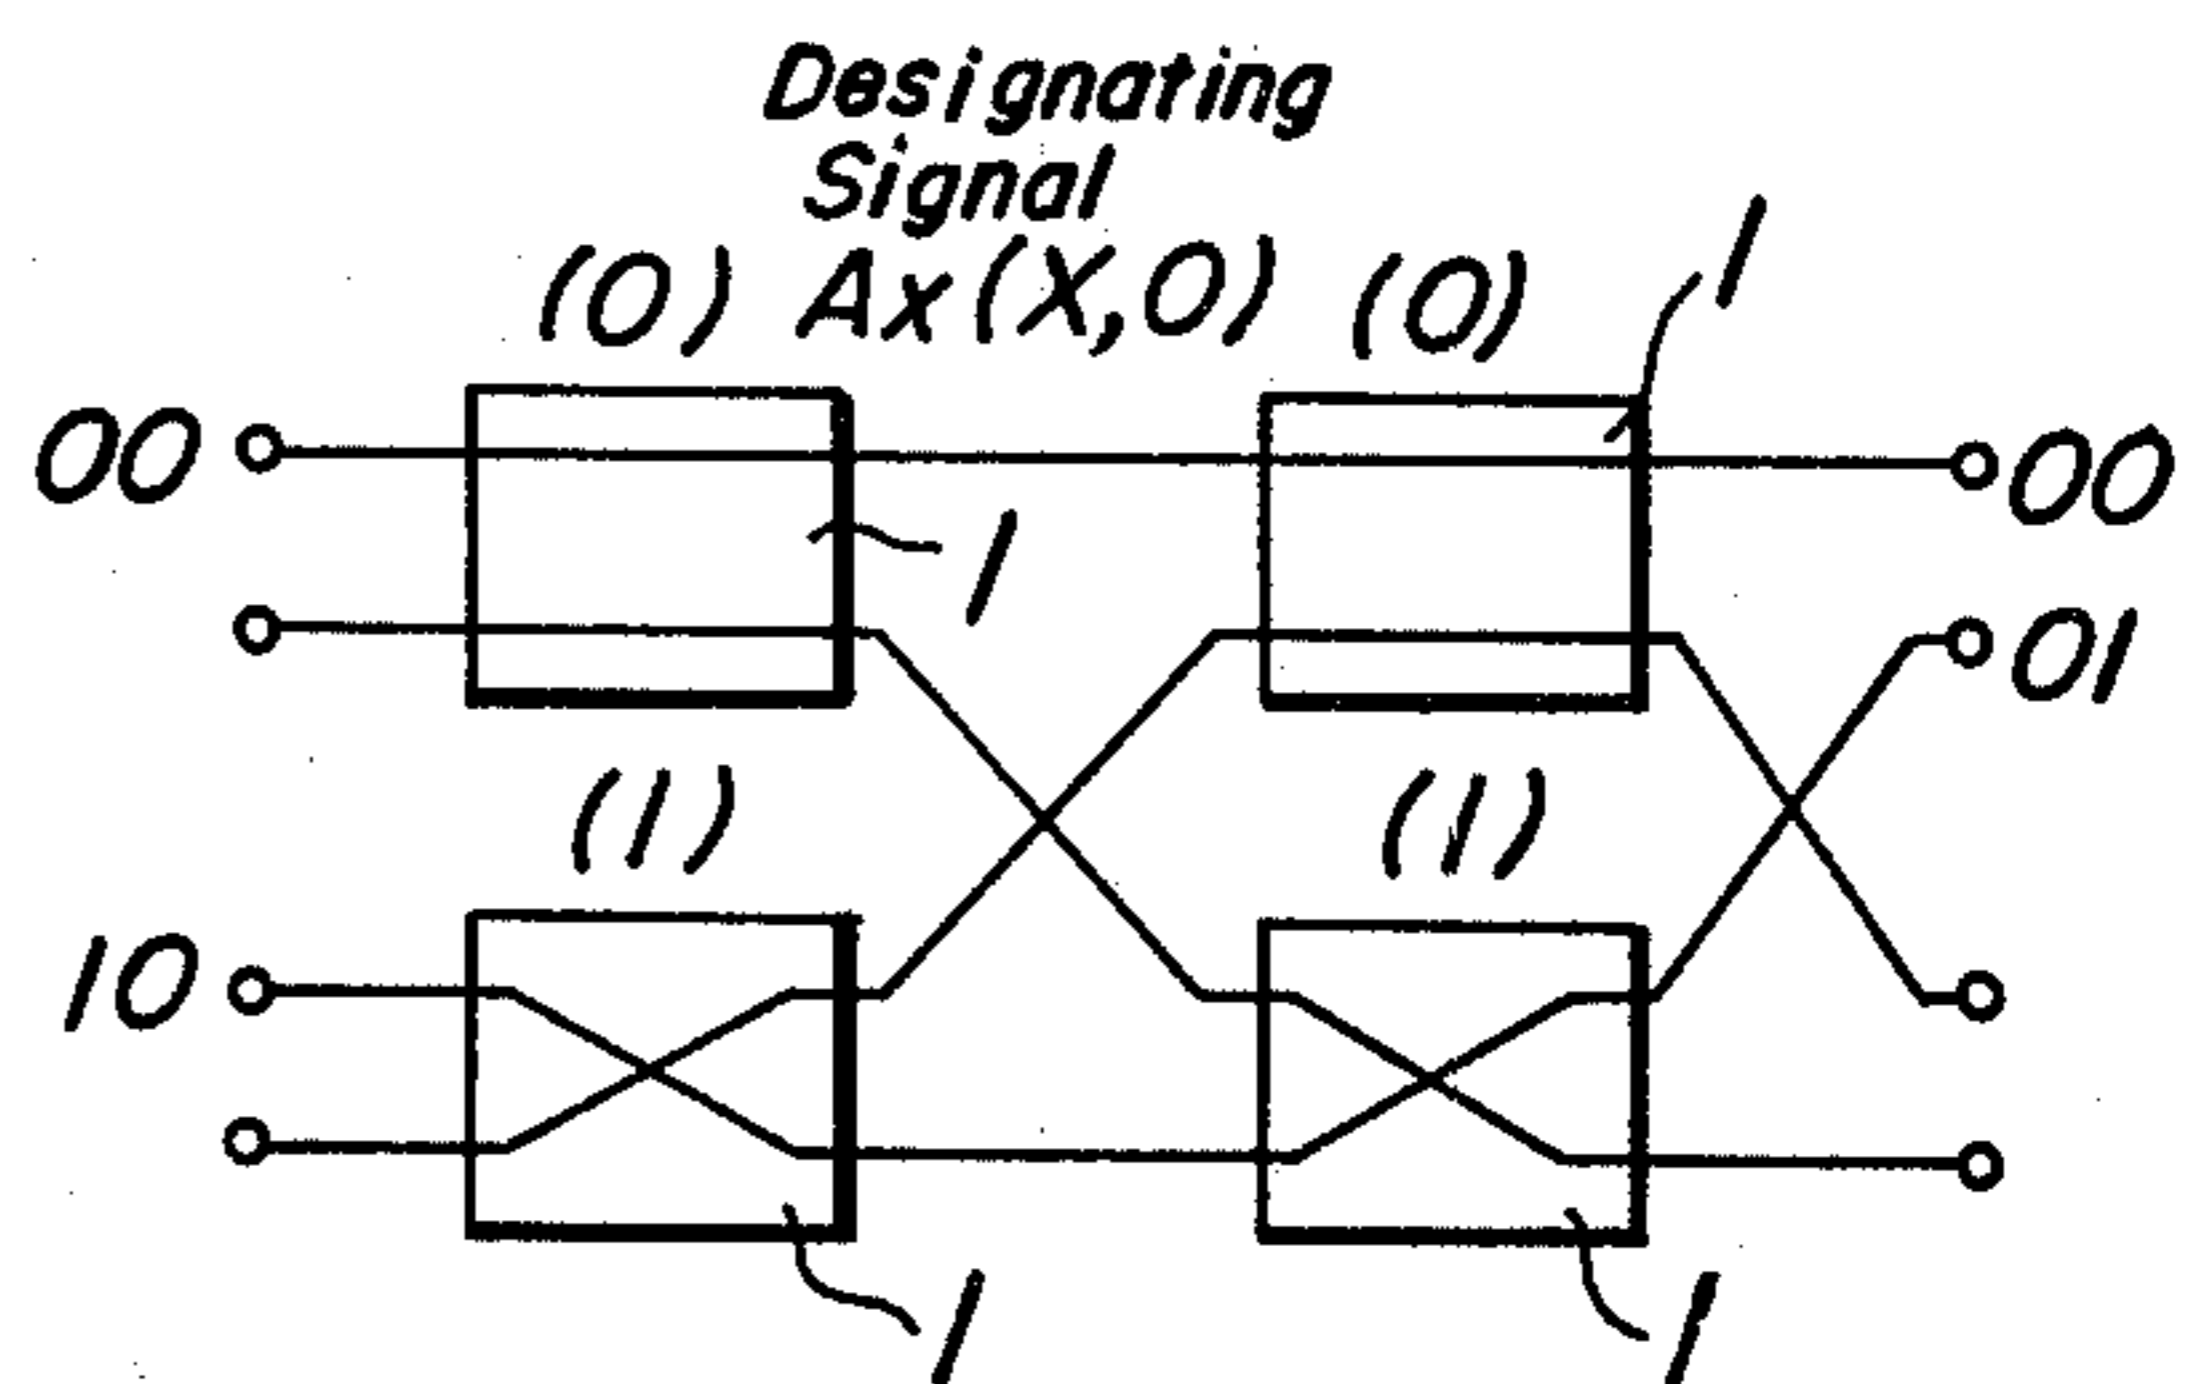 Designating
Signal
(0) Ax(X,0) (0) 1
00 00
1
01
(1) (1)
10
1 1